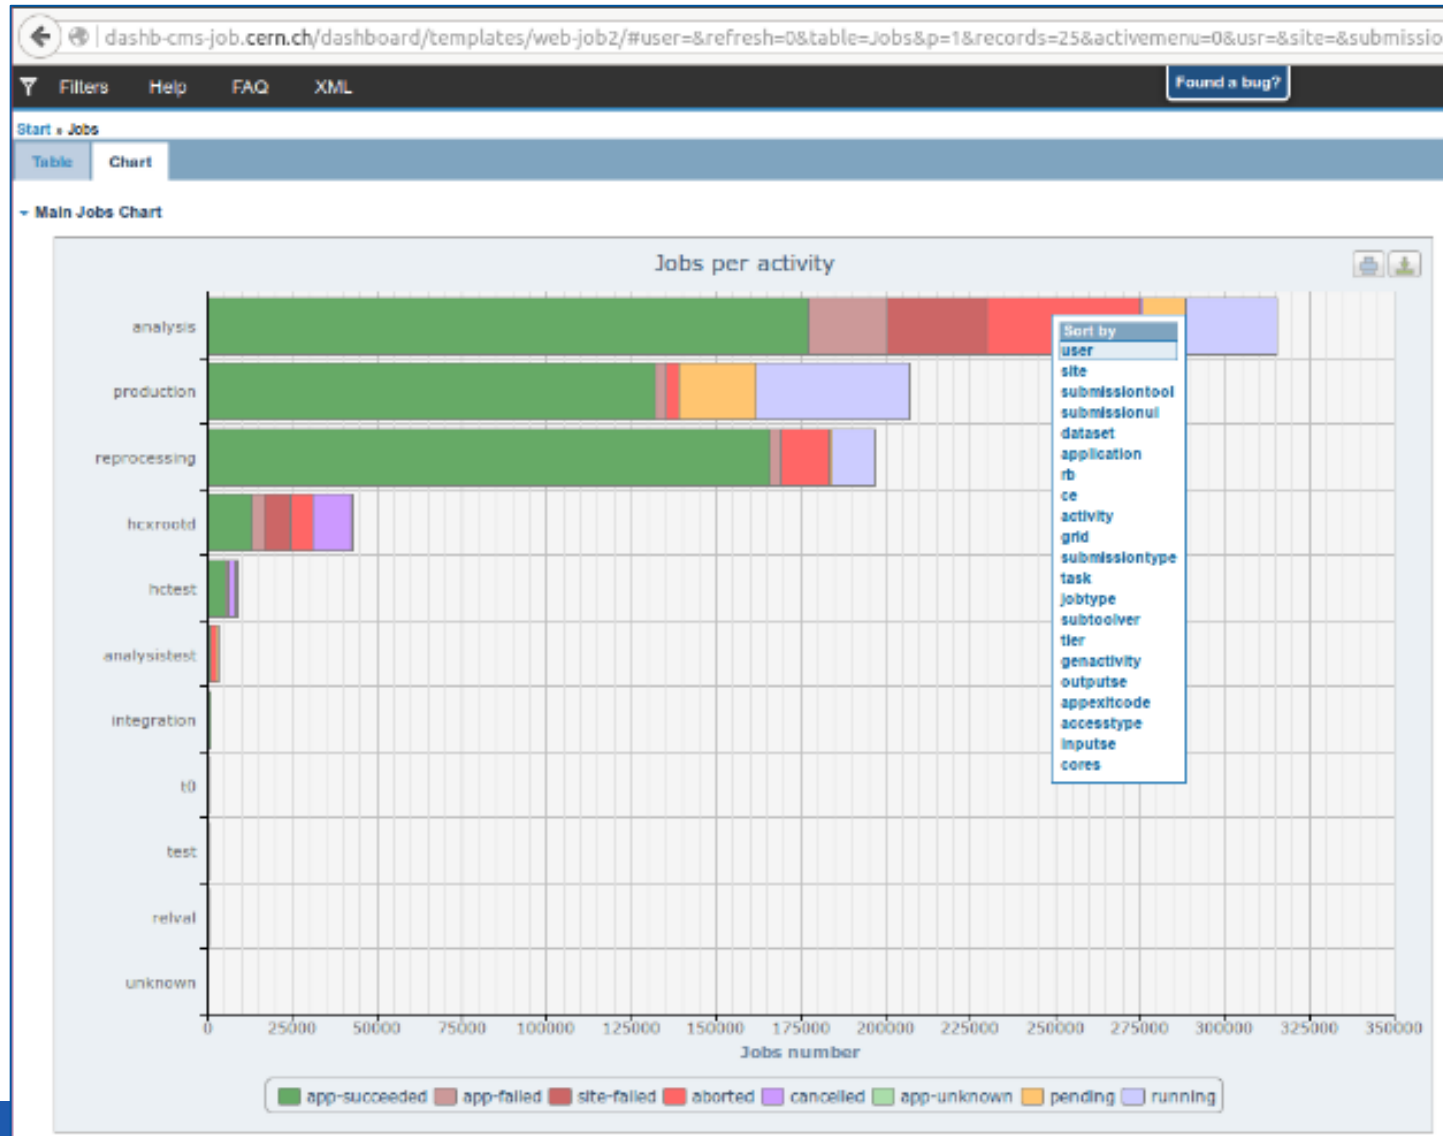 dashb-cms-job.cern.ch/dashboard/templates/web-job2/#user=&refresh=0&table=Jobs&p=1&records=25&activemenu=0&usr=&site=&submissio
Filters Help FAQ XML Found a bug?
Start » Jobs
Table Chart
Main Jobs Chart
Jobs per activity
analysis
production
reprocessing
hcxrootd
hctest
analysistest
integration
t0
test
relval
unknown
Sort by
user
site
submissiontool
submissionui
dataset
application
rb
ce
activity
grid
submissiontype
task
jobtype
subtoolver
tier
genactivity
outputse
appexitcode
accesstype
inputse
cores
0 25000 50000 75000 100000 125000 150000 175000 200000 225000 250000 275000 300000 325000 350000
Jobs number
app-succeeded app-failed site-failed aborted cancelled app-unknown pending running